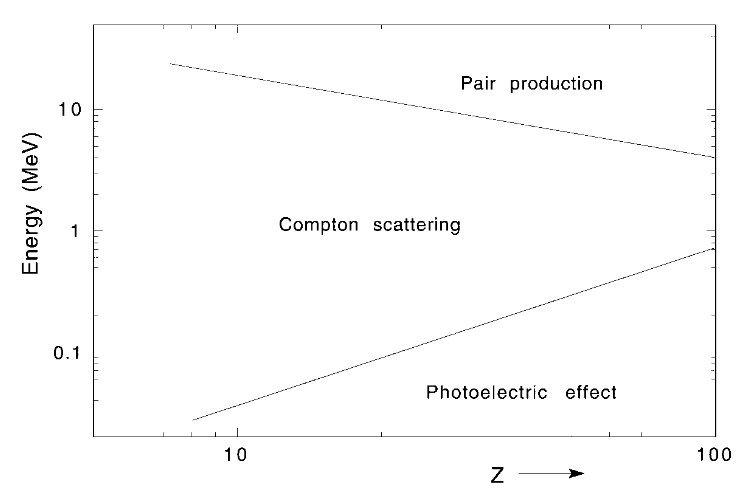 Pair production
10
Energy (MeV)
Compton scattering
1
0.1
Photoelectric effect
10
100
Z